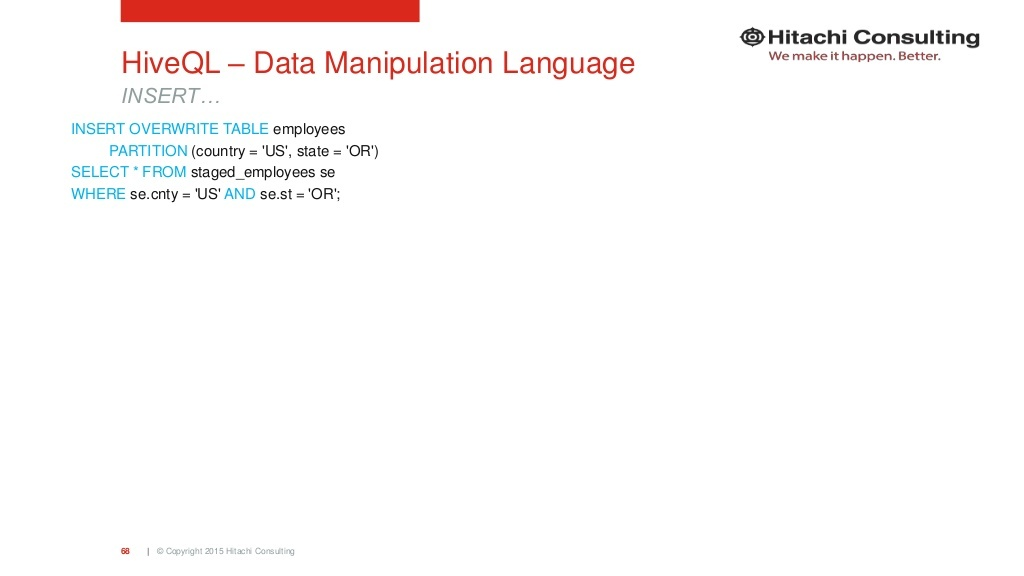 Hitachi Consulting
We make it happen. Better.
HiveQL – Data Manipulation Language
INSERT…
INSERT OVERWRITE TABLE employees
PARTITION (country = 'US', state = 'OR')
SELECT * FROM staged_employees se
WHERE se.cnty = 'US' AND se.st = 'OR';
68 | © Copyright 2015 Hitachi Consulting